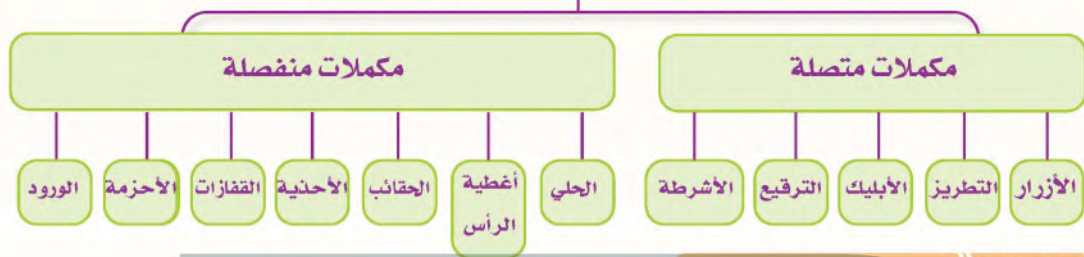 مكملات متصلة
مكملات منفصلة
الأزرار
التطريز
الأبليك
الترقيع
الأشرطة
الحلي
أغطية
الرأس
الحقائب
الأحذية
القفازات
الأحزمة
الورود